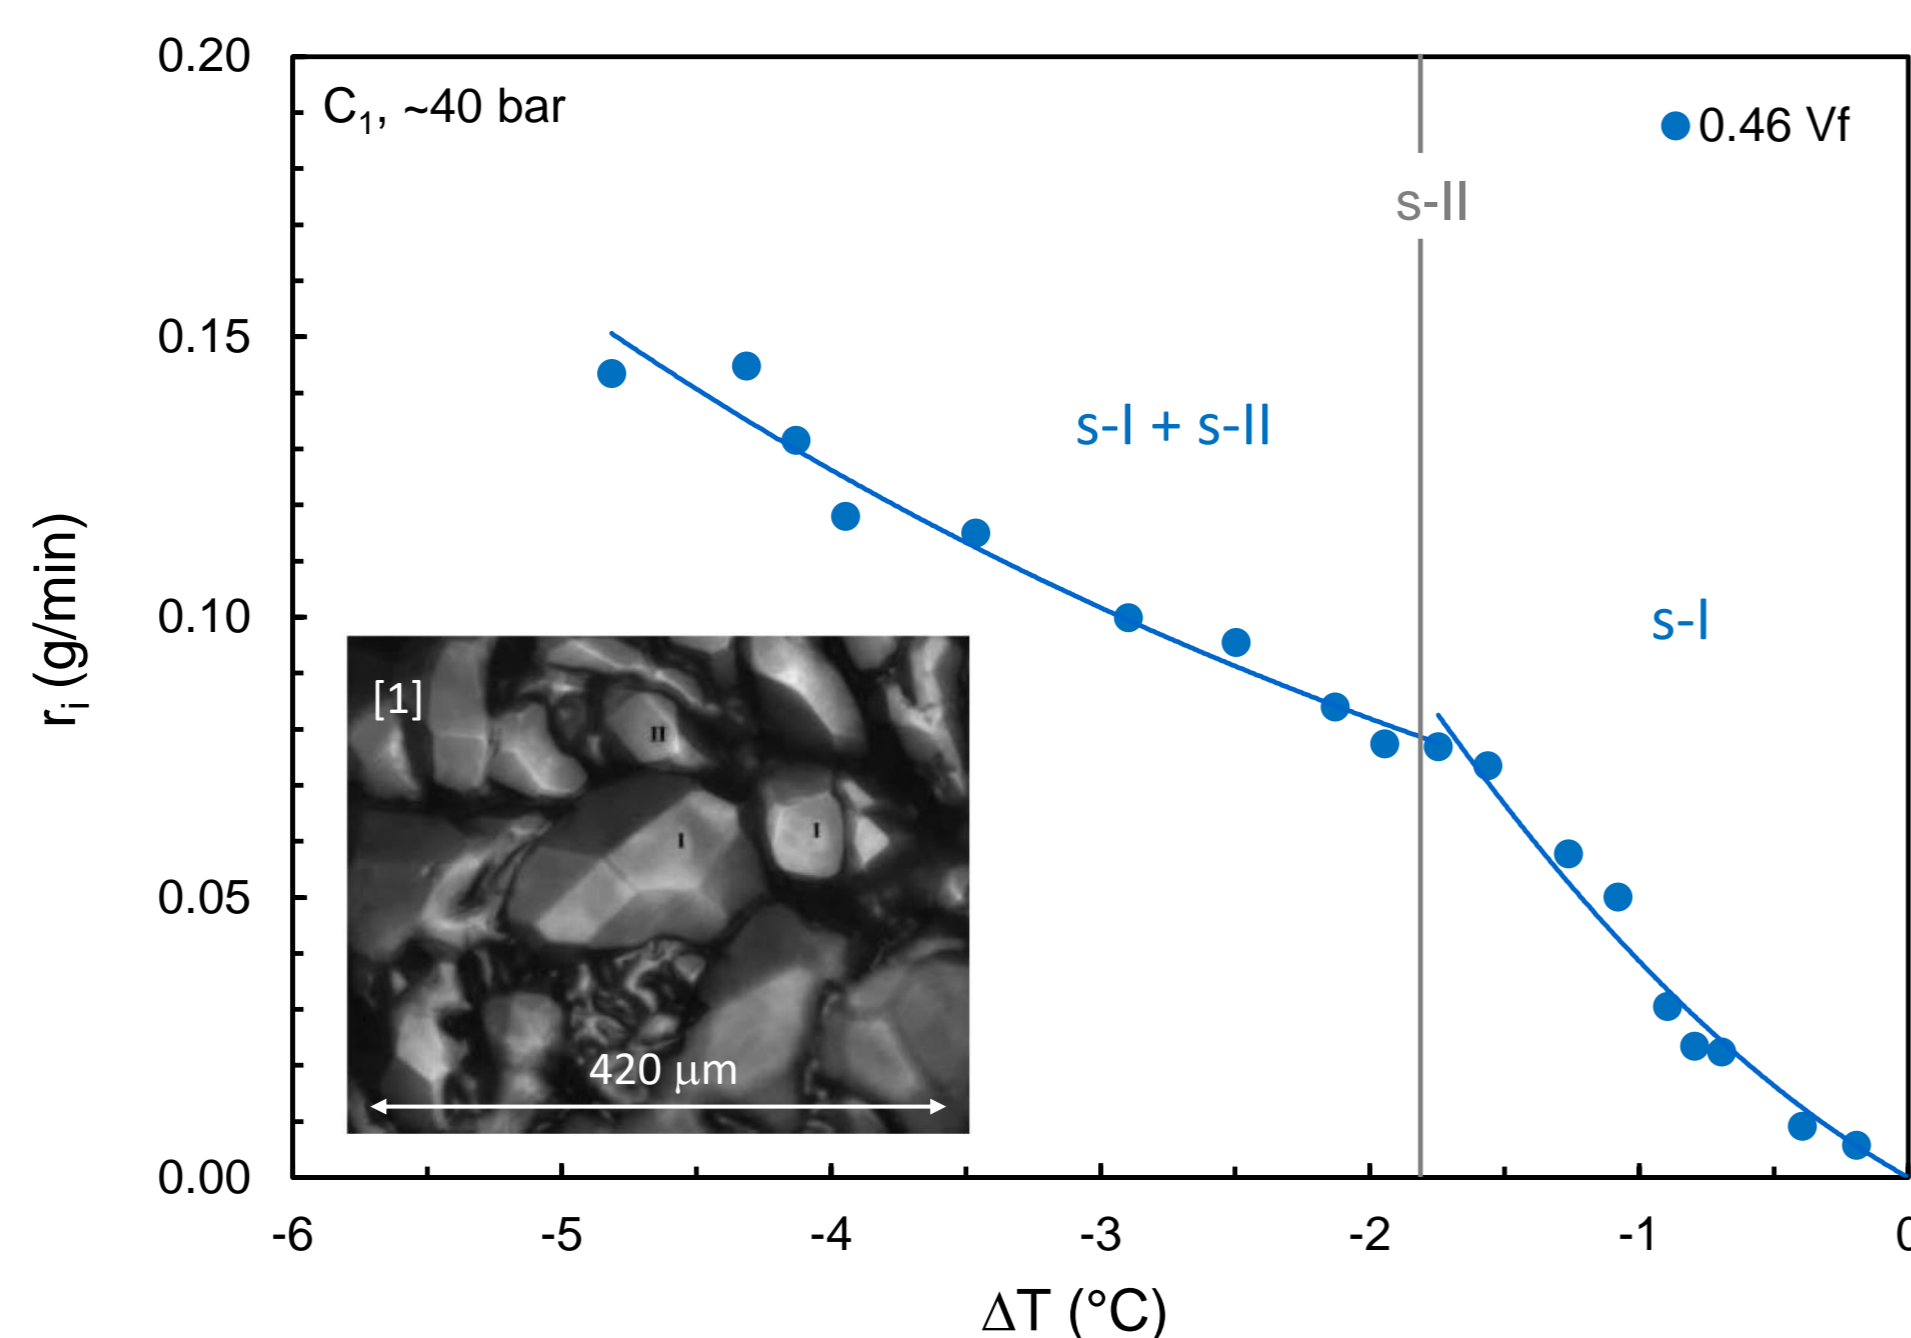 0.20
C₁, ~40 bar
0.46 Vf
s-II
0.15
s-I + s-II
0.10
s-I
rᵢ (g/min)
[1]
II
I
I
0.05
420 μm
0.00
-6 -5 -4 -3 -2 -1 0
ΔT (°C)